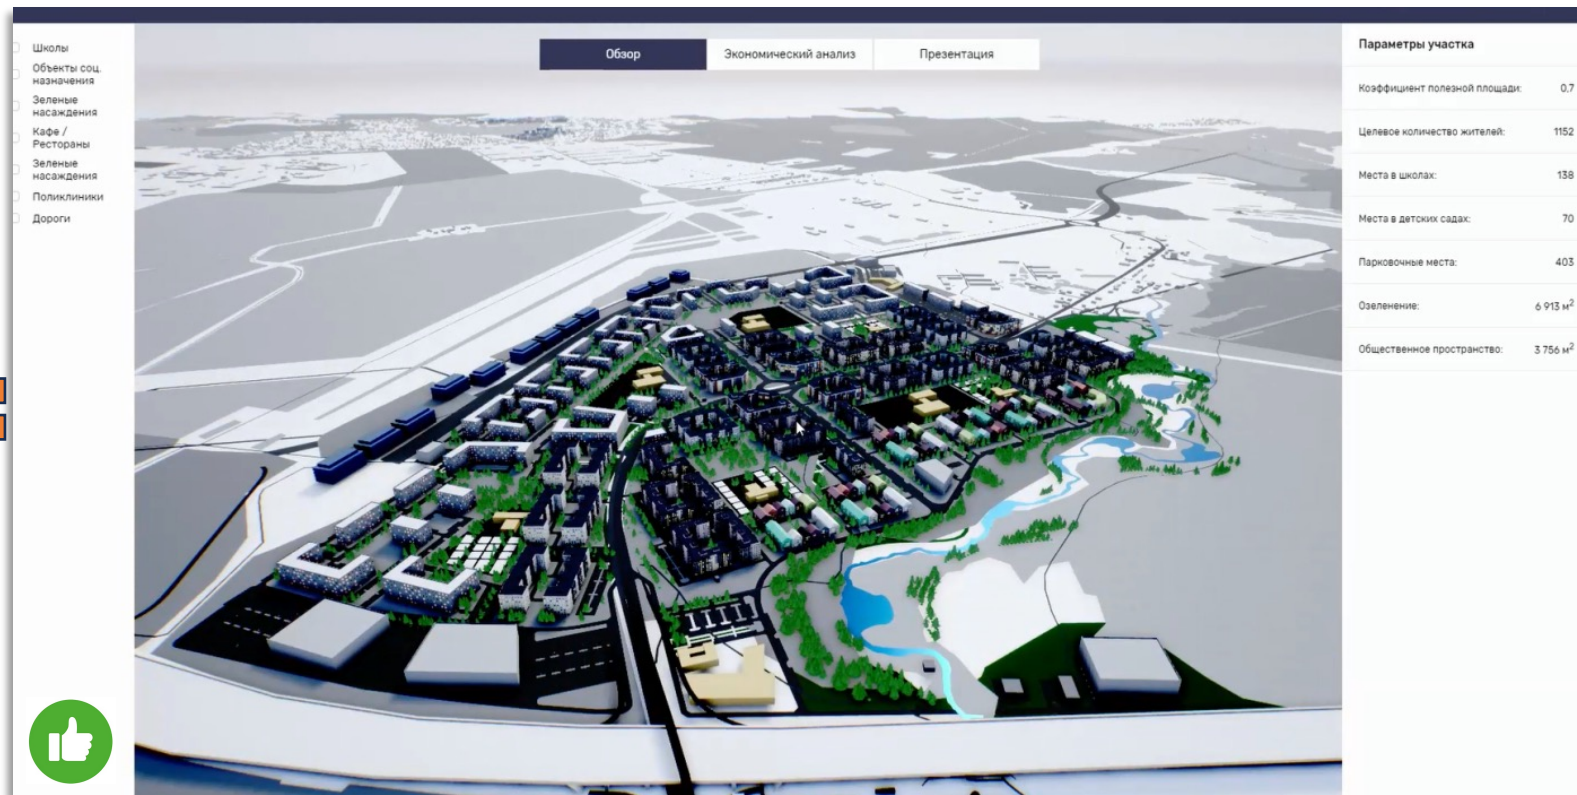 Школы
Объекты соц.
назначения
Зеленые
насаждения
Кафе /
Рестораны
Зеленые
насаждения
Поликлиники
Дороги
Обзор
Экономический анализ
Презентация
Параметры участка
Коэффициент полезной площади: 0,7
Целевое количество жителей: 1152
Места в школах: 138
Места в детских садах: 70
Парковочные места: 403
Озеленение: 6 913 м²
Общественное пространство: 3 756 м²